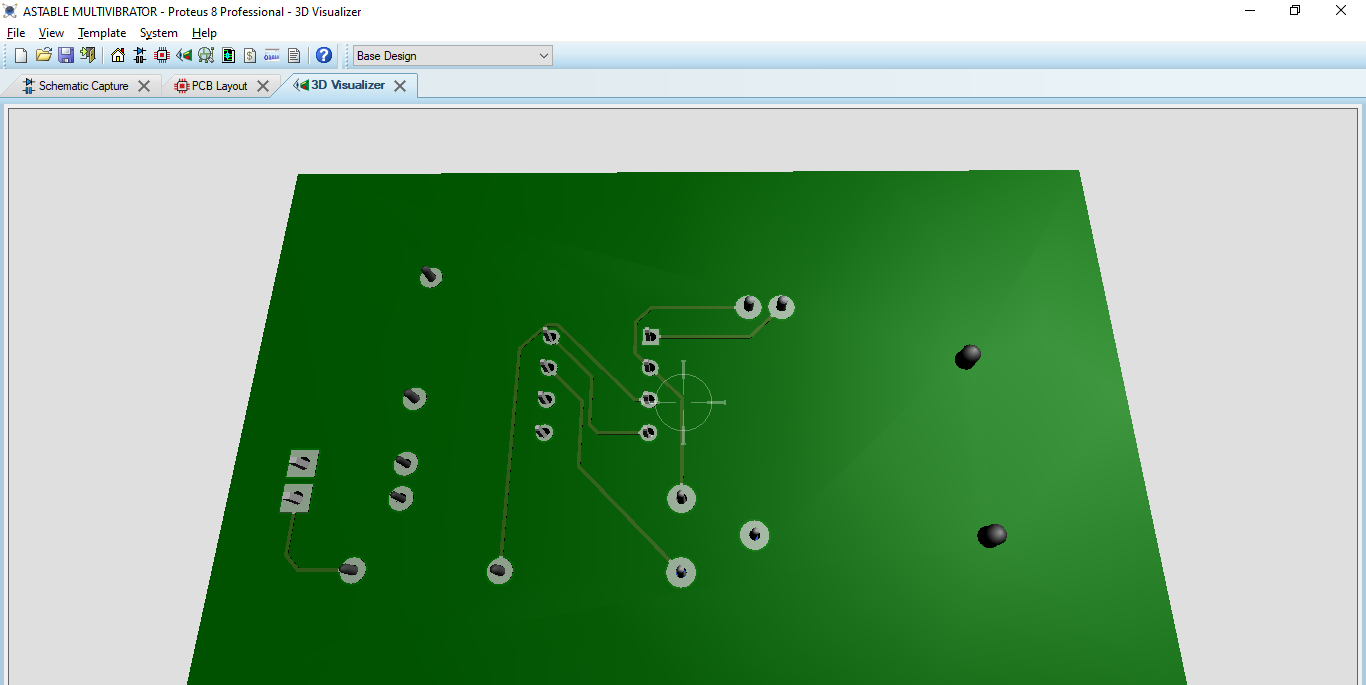 ASTABLE MULTIVIBRATOR - Proteus 8 Professional - 3D Visualizer
File View Template System Help
Base Design
Schematic Capture PCB Layout 3D Visualizer